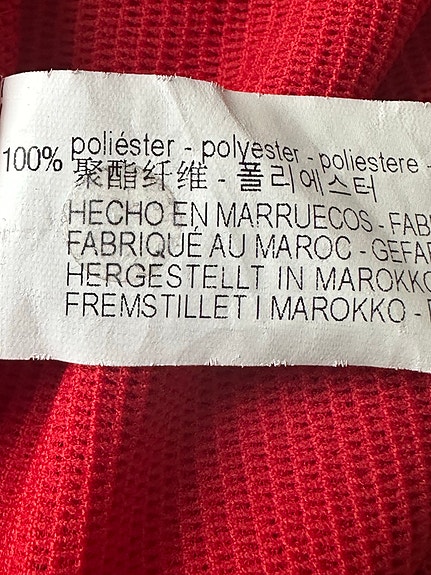 100% poliéster - polyester - poliestere -
聚酯纤维 - 폴리에스터
HECHO EN MARRUECOS - FAB
FABRIQUÉ AU MAROC - GEFA
HERGESTELLT IN MAROKKO
FREMSTILLET I MAROKKO -